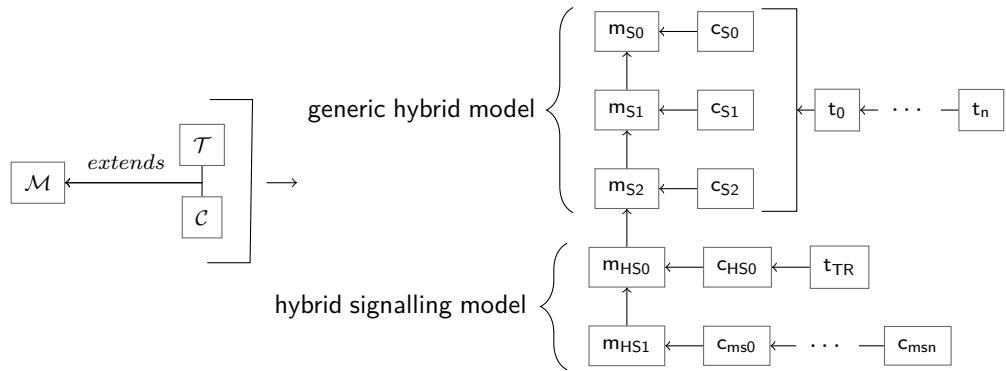 m_S0 c_S0
generic hybrid model m_S1 c_S1 t_0 ... t_n
T
extends
M
C
m_S2 c_S2
m_HS0 c_HS0 t_TR
hybrid signalling model
m_HS1 c_ms0 ... c_msn